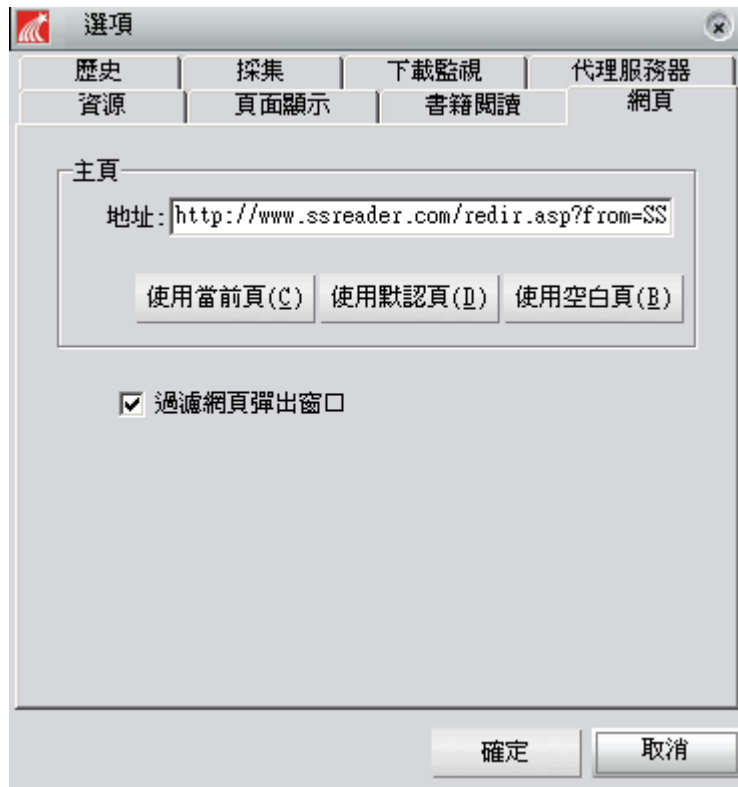 選項
歷史 採集 下載監視 代理服務器
資源 頁面顯示 書籍閱讀 網頁
主頁
地址: http://www.ssreader.com/redir.asp?from=SS
使用當前頁(C) 使用默認頁(D) 使用空白頁(B)
過濾網頁彈出窗口
確定 取消